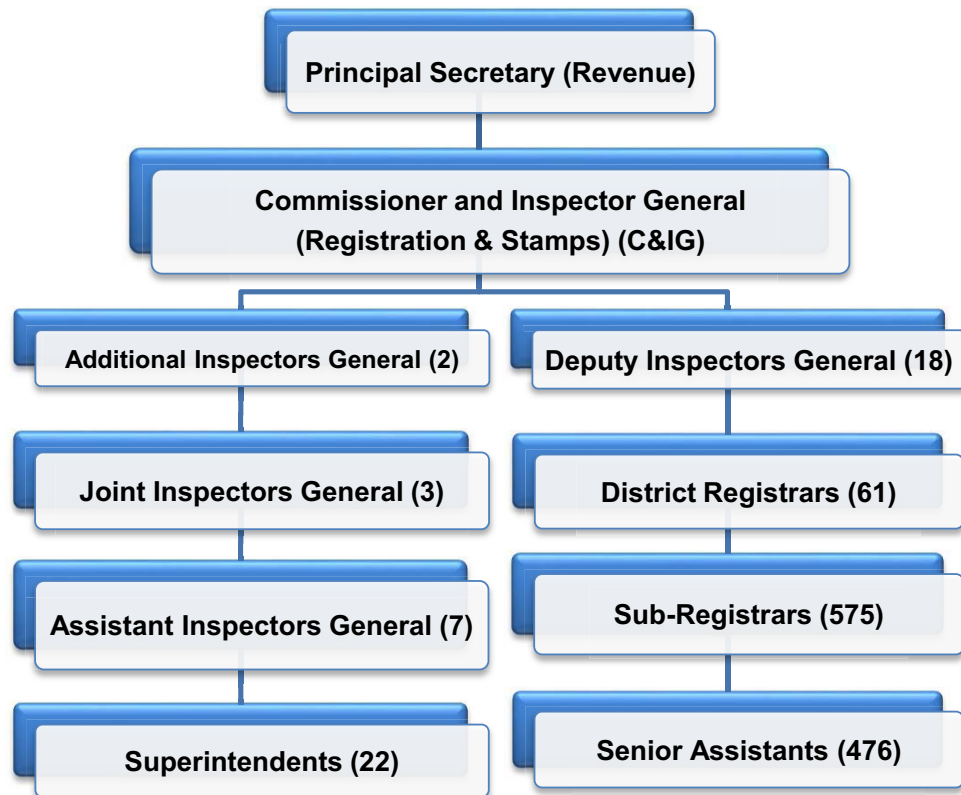 Principal Secretary (Revenue)
Commissioner and Inspector General
(Registration & Stamps) (C&IG)
Additional Inspectors General (2)
Deputy Inspectors General (18)
Joint Inspectors General (3)
District Registrars (61)
Assistant Inspectors General (7)
Sub-Registrars (575)
Superintendents (22)
Senior Assistants (476)